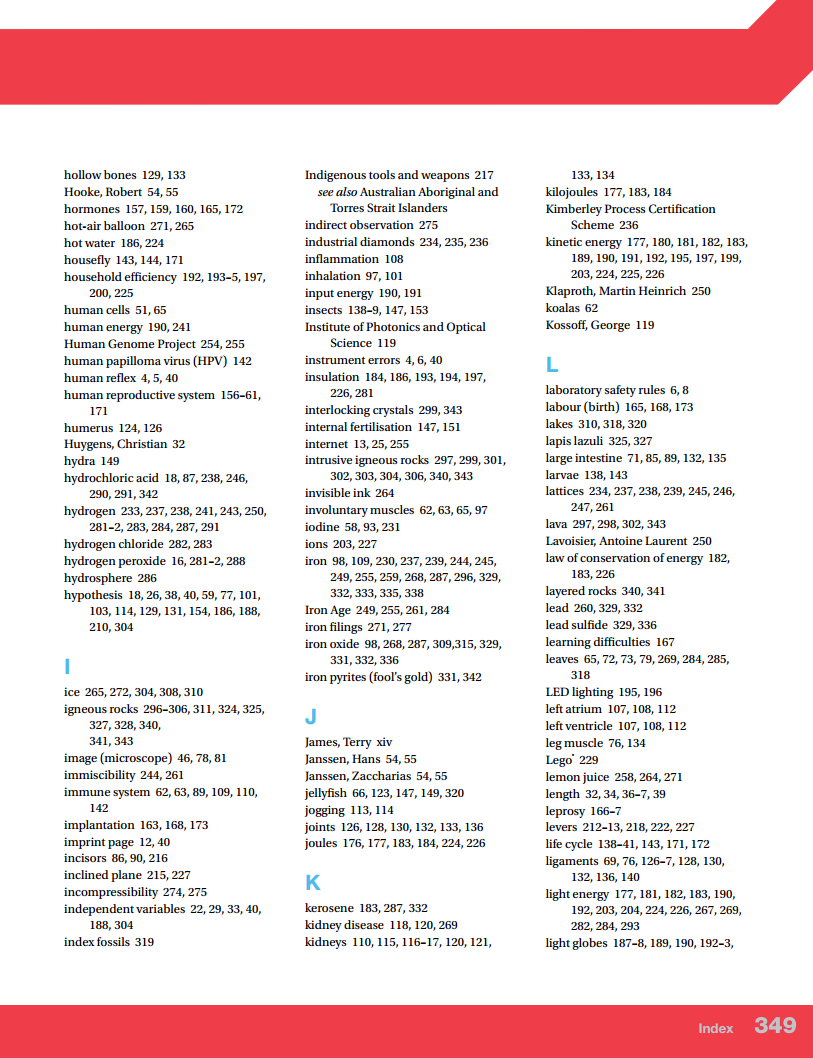 hollow bones 129, 133
Hooke, Robert 54, 55
hormones 157, 159, 160, 165, 172
hot-air balloon 271, 265
hot water 186, 224
housefly 143, 144, 171
household efficiency 192, 193–5, 197,
200, 225
human cells 51, 65
human energy 190, 241
Human Genome Project 254, 255
human papilloma virus (HPV) 142
human reflex 4, 5, 40
human reproductive system 156–61,
171
humerus 124, 126
Huygens, Christian 32
hydra 149
hydrochloric acid 18, 87, 238, 246,
290, 291, 342
hydrogen 233, 237, 238, 241, 243, 250,
281–2, 283, 284, 287, 291
hydrogen chloride 282, 283
hydrogen peroxide 16, 281–2, 288
hydrosphere 286
hypothesis 18, 26, 38, 40, 59, 77, 101,
103, 114, 129, 131, 154, 186, 188,
210, 304
I
ice 265, 272, 304, 308, 310
igneous rocks 296–306, 311, 324, 325,
327, 328, 340,
341, 343
image (microscope) 46, 78, 81
immiscibility 244, 261
immune system 62, 63, 89, 109, 110,
142
implantation 163, 168, 173
imprint page 12, 40
incisors 86, 90, 216
inclined plane 215, 227
incompressibility 274, 275
independent variables 22, 29, 33, 40,
188, 304
index fossils 319
Indigenous tools and weapons 217
see also Australian Aboriginal and
Torres Strait Islanders
indirect observation 275
industrial diamonds 234, 235, 236
inflammation 108
inhalation 97, 101
input energy 190, 191
insects 138–9, 147, 153
Institute of Photonics and Optical
Science 119
instrument errors 4, 6, 40
insulation 184, 186, 193, 194, 197,
226, 281
interlocking crystals 299, 343
internal fertilisation 147, 151
internet 13, 25, 255
intrusive igneous rocks 297, 299, 301,
302, 303, 304, 306, 340, 343
invisible ink 264
involuntary muscles 62, 63, 65, 97
iodine 58, 93, 231
ions 203, 227
iron 98, 109, 230, 237, 239, 244, 245,
249, 255, 259, 268, 287, 296, 329,
332, 333, 335, 338
Iron Age 249, 255, 261, 284
iron filings 271, 277
iron oxide 98, 268, 287, 309,315, 329,
331, 332, 336
iron pyrites (fool's gold) 331, 342
J
James, Terry xiv
Janssen, Hans 54, 55
Janssen, Zaccharias 54, 55
jellyfish 66, 123, 147, 149, 320
jogging 113, 114
joints 126, 128, 130, 132, 133, 136
joules 176, 177, 183, 184, 224, 226
K
kerosene 183, 287, 332
kidney disease 118, 120, 269
kidneys 110, 115, 116–17, 120, 121,
133, 134
kilojoules 177, 183, 184
Kimberley Process Certification
Scheme 236
kinetic energy 177, 180, 181, 182, 183,
189, 190, 191, 192, 195, 197, 199,
203, 224, 225, 226
Klaproth, Martin Heinrich 250
koalas 62
Kossoff, George 119
L
laboratory safety rules 6, 8
labour (birth) 165, 168, 173
lakes 310, 318, 320
lapis lazuli 325, 327
large intestine 71, 85, 89, 132, 135
larvae 138, 143
lattices 234, 237, 238, 239, 245, 246,
247, 261
lava 297, 298, 302, 343
Lavoisier, Antoine Laurent 250
law of conservation of energy 182,
183, 226
layered rocks 340, 341
lead 260, 329, 332
lead sulfide 329, 336
learning difficulties 167
leaves 65, 72, 73, 79, 269, 284, 285,
318
LED lighting 195, 196
left atrium 107, 108, 112
left ventricle 107, 108, 112
leg muscle 76, 134
Lego 229
lemon juice 258, 264, 271
length 32, 34, 36–7, 39
leprosy 166–7
levers 212–13, 218, 222, 227
life cycle 138–41, 143, 171, 172
ligaments 69, 76, 126–7, 128, 130,
132, 136, 140
light energy 177, 181, 182, 183, 190,
192, 203, 204, 224, 226, 267, 269,
282, 284, 293
light globes 187–8, 189, 190, 192–3,
Index 349